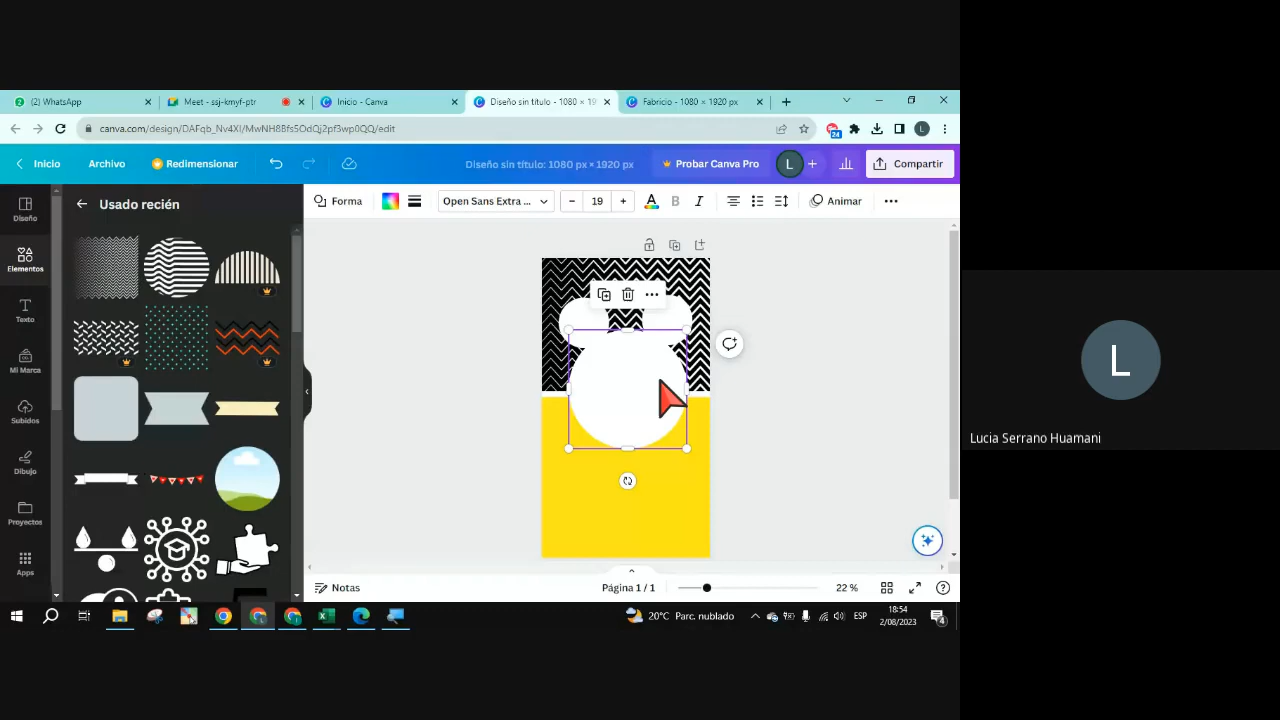 (2) WhatsApp
Meet - ssj-kmyf-ptr
Inicio - Canva
Diseño sin título - 1080 × 19
Fabricio - 1080 × 1920 px
canva.com/design/DAFqb_Nv4XI/MwNH8Bfs5OdQj2pf3wp0QQ/edit
24
L
Inicio
Archivo
Redimensionar
Diseño sin título: 1080 px × 1920 px
Probar Canva Pro
L
Compartir
Diseño
Elementos
Texto
Mi Marca
Subidos
Dibujo
Proyectos
Apps
Usado recién
Forma
Open Sans Extra ...
19
A
B
I
Animar
Notas
Página 1 / 1
22 %
20°C Parc. nublado
ESP
18:54
2/08/2023
4
L
Lucia Serrano Huamani